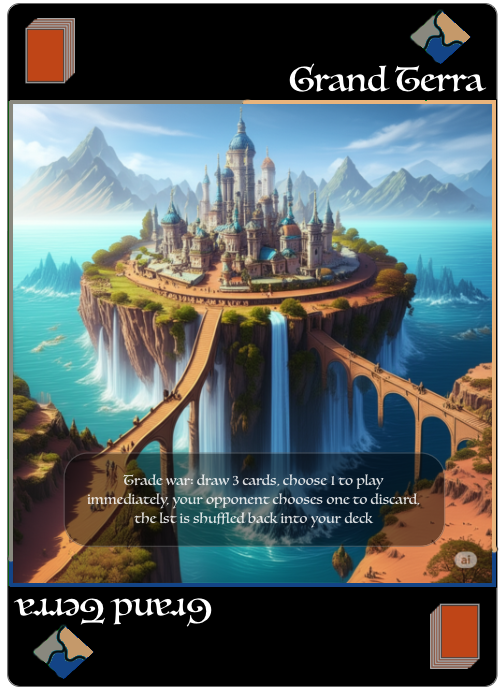 Grand Terra
Trade war: draw 3 cards, choose 1 to play
immediately, your opponent chooses one to discard,
the lst is shuffled back into your deck
ai
Grand Terra